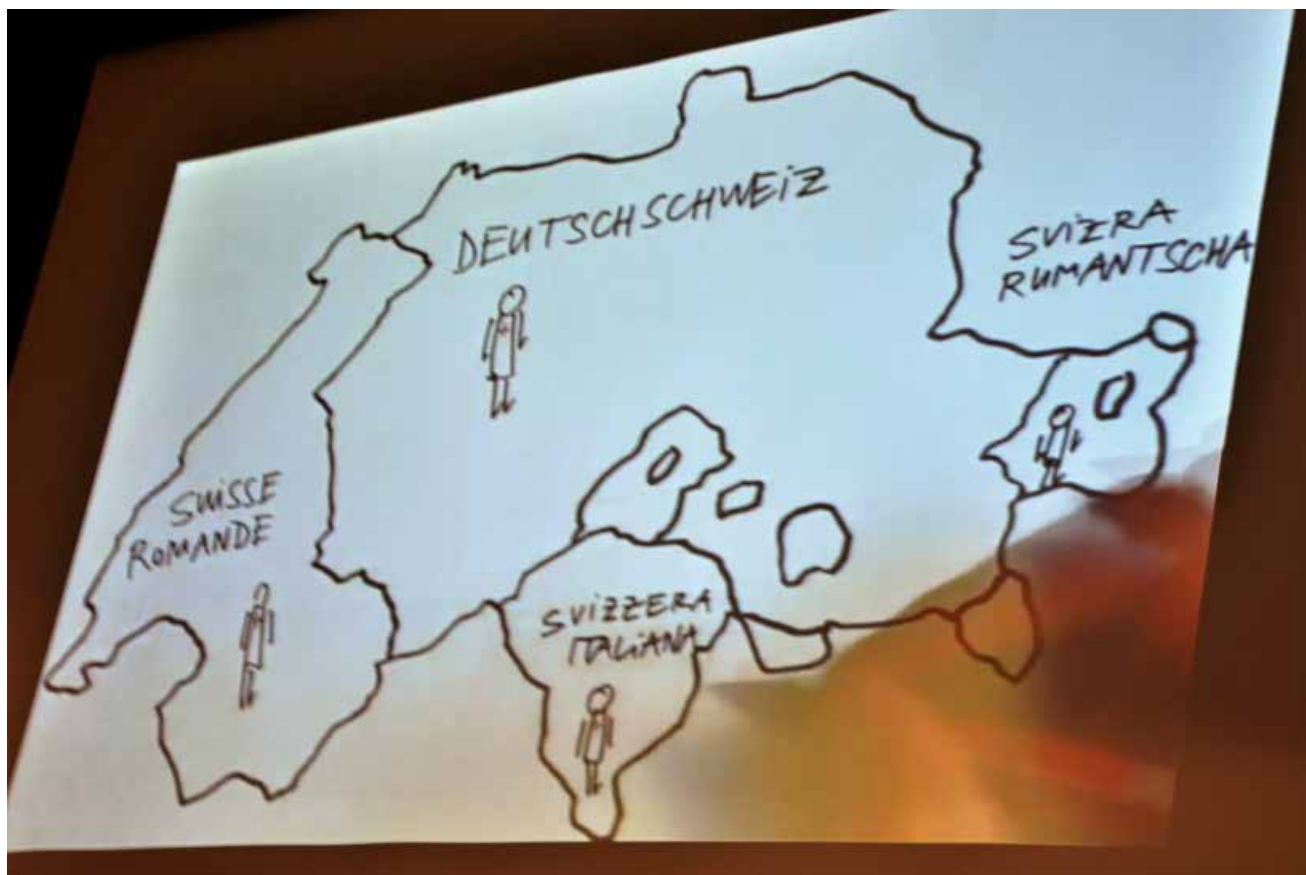 DEUTSCHSCHWEIZ
SVIZRA
RUMANTSCHA
SUISSE
ROMANDE
SVIZZERA
ITALIANA